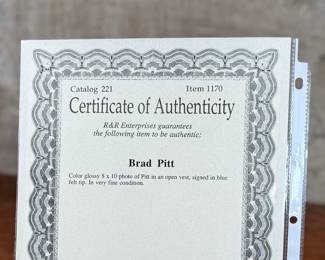 Catalog 221 Item 1170
Certificate of Authenticity
R&R Enterprises guarantees
the following item to be authentic:
Brad Pitt
Color glossy 8 x 10 photo of Pitt in an open vest, signed in blue
felt tip. In very fine condition.